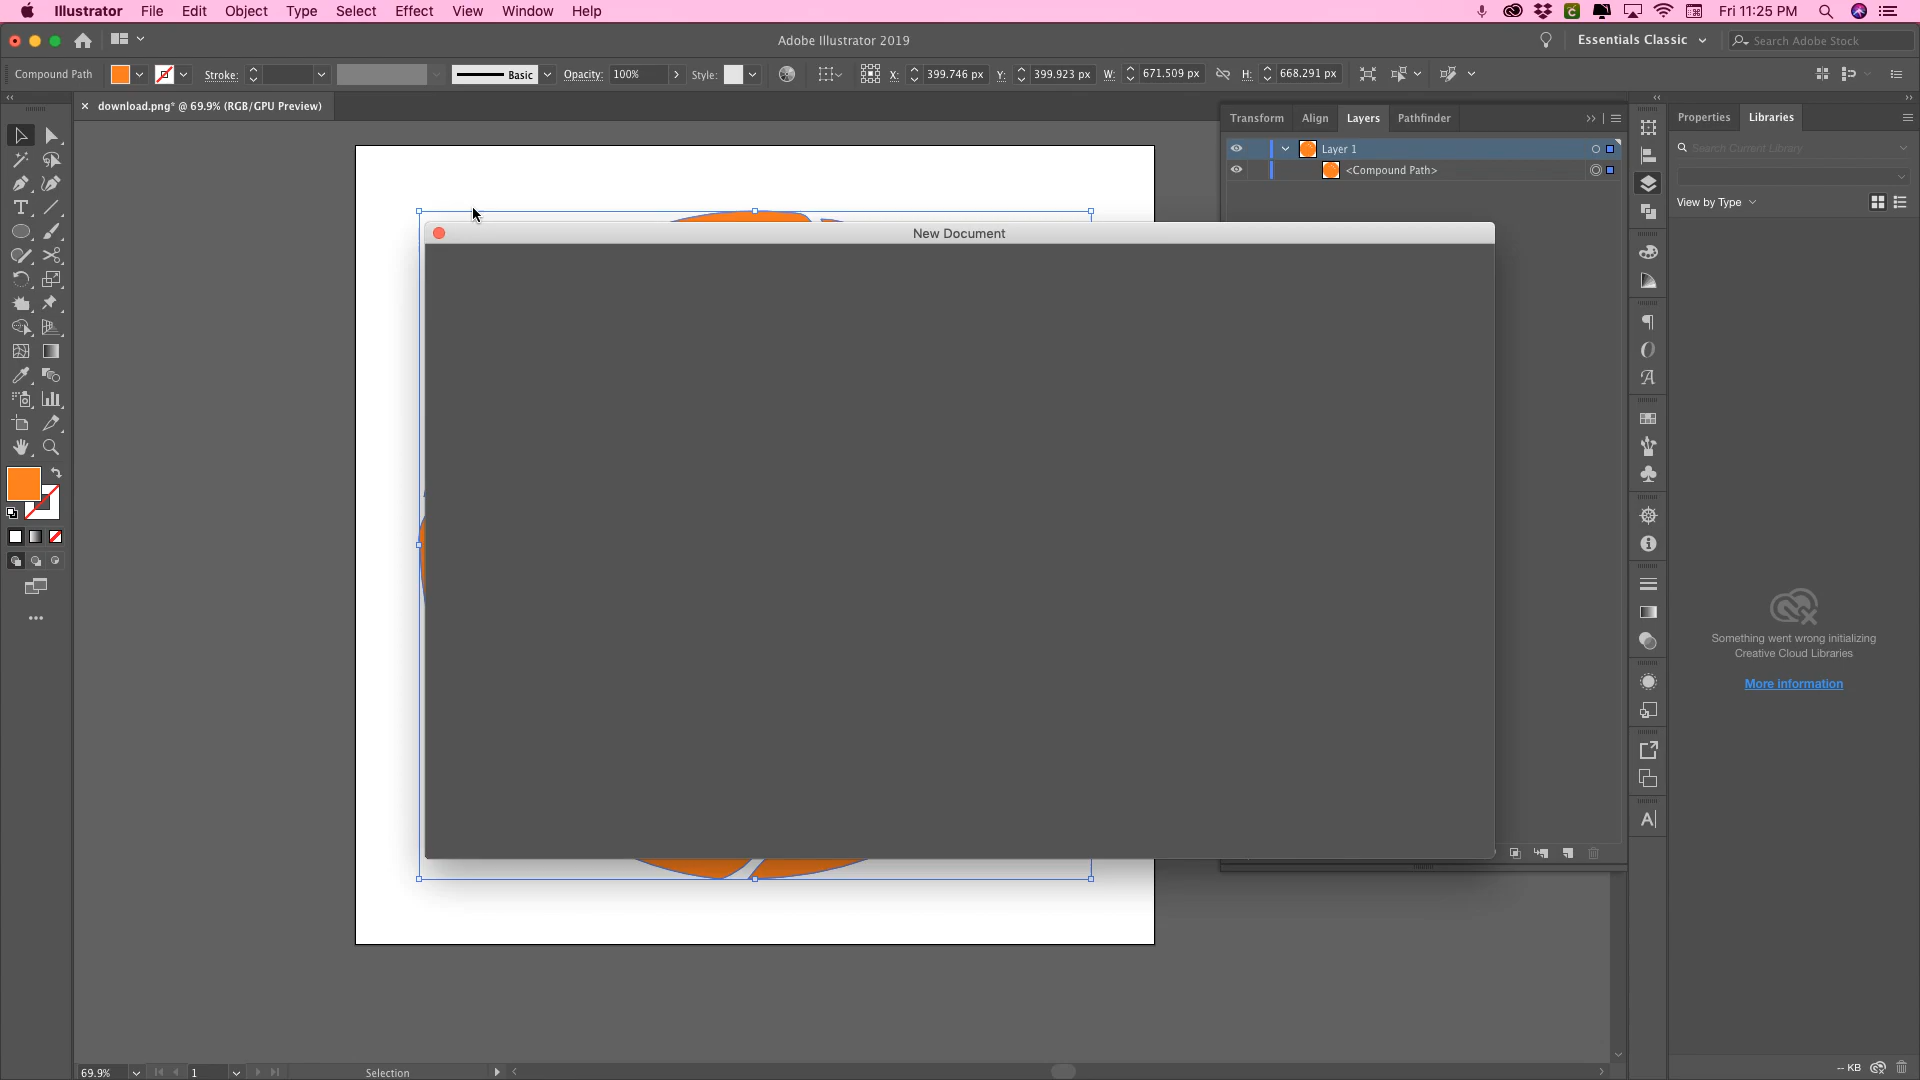 Illustrator File Edit Object Type Select Effect View Window Help
Fri 11:25 PM
Adobe Illustrator 2019
Essentials Classic
Search Adobe Stock
Compound Path
Stroke:
Basic
Opacity: 100%
Style:
X: 399.746 px
Y: 399.923 px
W: 671.509 px
H: 668.291 px
× download.png* @ 69.9% (RGB/GPU Preview)
Transform Align Layers Pathfinder
Properties Libraries
Layer 1
<Compound Path>
Search Current Library
View by Type
New Document
Something went wrong initializing
Creative Cloud Libraries
More information
69.9%
1
Selection
-- KB